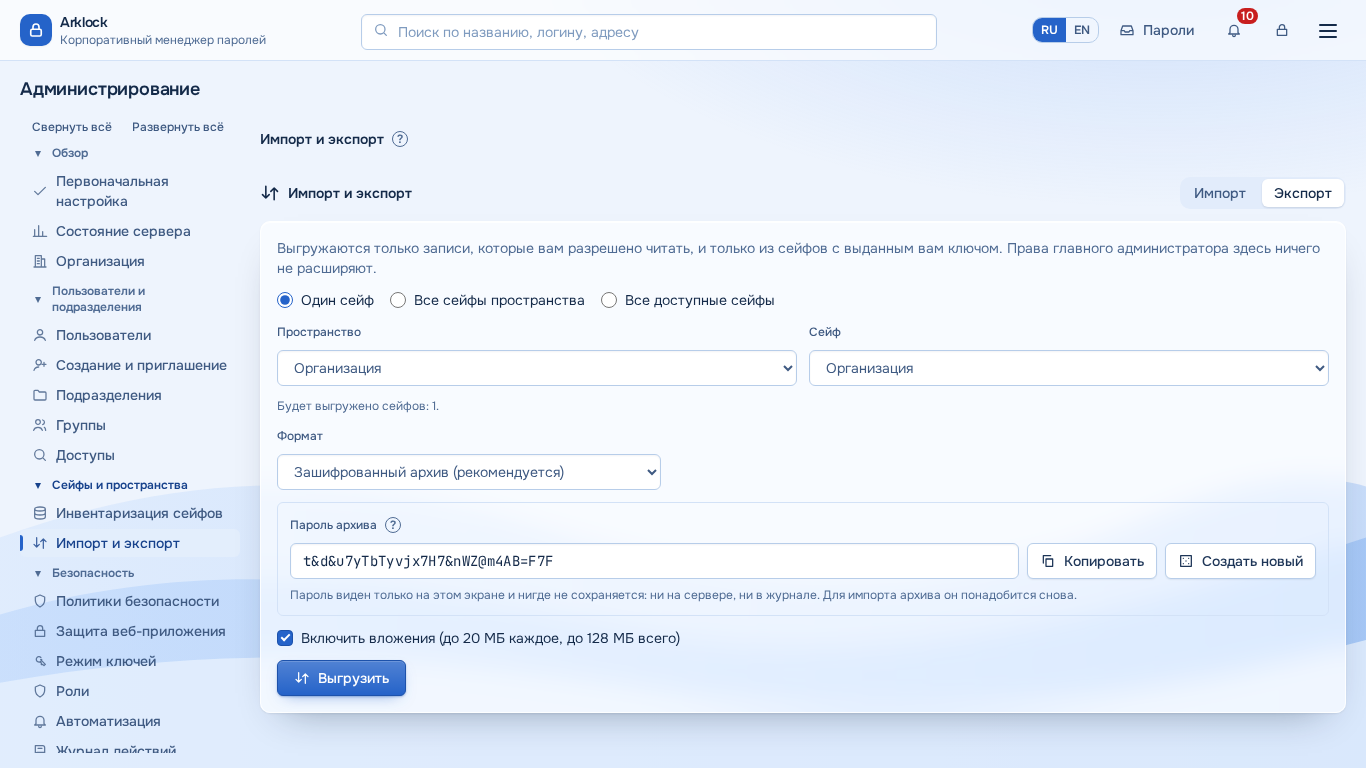 Arklock
Корпоративный менеджер паролей
Поиск по названию, логину, адресу
RU EN
Пароли
10
Администрирование
Свернуть всё Развернуть всё
Обзор
Первоначальная
настройка
Состояние сервера
Организация
Пользователи и
подразделения
Пользователи
Создание и приглашение
Подразделения
Группы
Доступы
Сейфы и пространства
Инвентаризация сейфов
Импорт и экспорт
Безопасность
Политики безопасности
Защита веб-приложения
Режим ключей
Роли
Автоматизация
Журнал действий
Импорт и экспорт ?
Импорт и экспорт
Импорт Экспорт
Выгружаются только записи, которые вам разрешено читать, и только из сейфов с выданным вам ключом. Права главного администратора здесь ничего
не расширяют.
Один сейф Все сейфы пространства Все доступные сейфы
Пространство Сейф
Организация Организация
Будет выгружено сейфов: 1.
Формат
Зашифрованный архив (рекомендуется)
Пароль архива ?
t&d&u7yTbTyvjx7H7&nWZ@m4AB=F7F Копировать Создать новый
Пароль виден только на этом экране и нигде не сохраняется: ни на сервере, ни в журнале. Для импорта архива он понадобится снова.
Включить вложения (до 20 МБ каждое, до 128 МБ всего)
Выгрузить